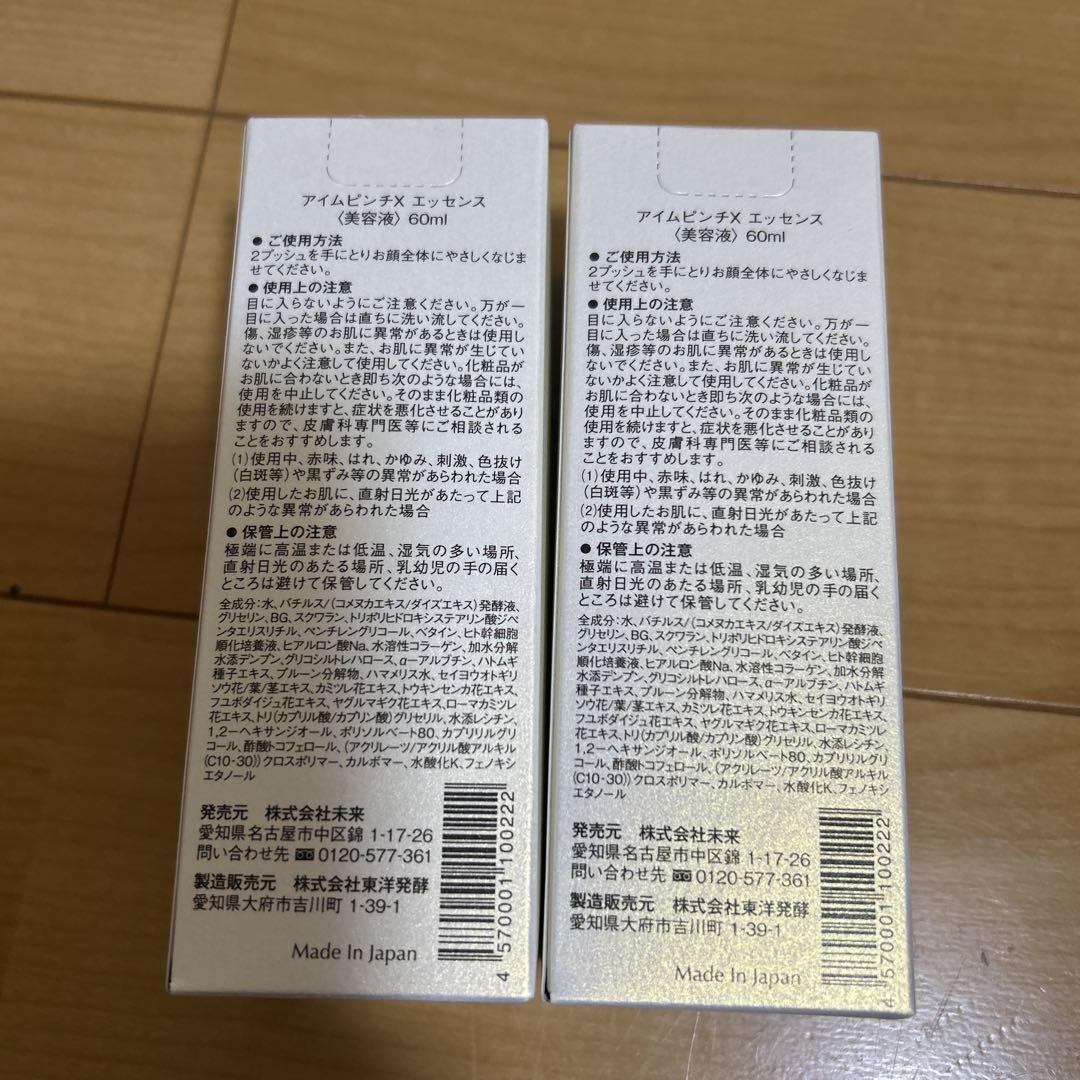 アイムピンチX エッセンス
〈美容液〉60ml
● ご使用方法
2プッシュを手にとりお顔全体にやさしくなじま
せてください。
● 使用上の注意
目に入らないようにご注意ください。万が一
目に入った場合は直ちに洗い流してください。
傷、湿疹等のお肌に異常があるときは使用し
ないでください。また、お肌に異常が生じてい
ないかよく注意して使用してください。化粧品が
お肌に合わないとき即ち次のような場合には、
使用を中止してください。そのまま化粧品類の
使用を続けますと、症状を悪化させることがあり
ますので、皮膚科専門医等にご相談される
ことをおすすめします。
(1)使用中、赤味、はれ、かゆみ、刺激、色抜け
(白斑等)や黒ずみ等の異常があらわれた場合
(2)使用したお肌に、直射日光があたって上記
のような異常があらわれた場合
● 保管上の注意
極端に高温または低温、湿気の多い場所、
直射日光のあたる場所、乳幼児の手の届く
ところは避けて保管してください。
全成分:水、バチルス/(コメヌカエキス/ダイズエキス)発酵液、
グリセリン、BG、スクワラン、トリポリヒドロキシステアリン酸ジペ
ンタエリスリチル、ペンチレングリコール、ベタイン、ヒト幹細胞
順化培養液、ヒアルロン酸Na、水溶性コラーゲン、加水分解
水添デンプン、グリコシルトレハロース、α-アルブチン、ハトムギ
種子エキス、プルーン分解物、ハマメリス水、セイヨウオトギリ
ソウ花/葉/茎エキス、カミツレ花エキス、トウキンセンカ花エキス、
フユボダイジュ花エキス、ヤグルマギク花エキス、ローマカミツレ
花エキス、トリ(カプリル酸/カプリン酸)グリセリル、水添レシチン、
1,2-ヘキサンジオール、ポリソルベート80、カプリリルグリ
コール、酢酸トコフェロール、(アクリレーツ/アクリル酸アルキル
(C10-30))クロスポリマー、カルボマー、水酸化K、フェノキシ
エタノール
発売元 株式会社未来
愛知県名古屋市中区錦 1-17-26
問い合わせ先 0120-577-361
製造販売元 株式会社東洋発酵
愛知県大府市吉川町 1-39-1
Made In Japan
4 570001 100222
アイムピンチX エッセンス
〈美容液〉60ml
● ご使用方法
2プッシュを手にとりお顔全体にやさしくなじま
せてください。
● 使用上の注意
目に入らないようにご注意ください。万が一
目に入った場合は直ちに洗い流してください。
傷、湿疹等のお肌に異常があるときは使用し
ないでください。また、お肌に異常が生じてい
ないかよく注意して使用してください。化粧品が
お肌に合わないとき即ち次のような場合には、
使用を中止してください。そのまま化粧品類の
使用を続けますと、症状を悪化させることがあり
ますので、皮膚科専門医等にご相談される
ことをおすすめします。
(1)使用中、赤味、はれ、かゆみ、刺激、色抜け
(白斑等)や黒ずみ等の異常があらわれた場合
(2)使用したお肌に、直射日光があたって上記
のような異常があらわれた場合
● 保管上の注意
極端に高温または低温、湿気の多い場所、
直射日光のあたる場所、乳幼児の手の届く
ところは避けて保管してください。
全成分:水、バチルス/(コメヌカエキス/ダイズエキス)発酵液、
グリセリン、BG、スクワラン、トリポリヒドロキシステアリン酸ジペ
ンタエリスリチル、ペンチレングリコール、ベタイン、ヒト幹細胞
順化培養液、ヒアルロン酸Na、水溶性コラーゲン、加水分解
水添デンプン、グリコシルトレハロース、α-アルブチン、ハトムギ
種子エキス、プルーン分解物、ハマメリス水、セイヨウオトギリ
ソウ花/葉/茎エキス、カミツレ花エキス、トウキンセンカ花エキス、
フユボダイジュ花エキス、ヤグルマギク花エキス、ローマカミツレ
花エキス、トリ(カプリル酸/カプリン酸)グリセリル、水添レシチン、
1,2-ヘキサンジオール、ポリソルベート80、カプリリルグリ
コール、酢酸トコフェロール、(アクリレーツ/アクリル酸アルキル
(C10-30))クロスポリマー、カルボマー、水酸化K、フェノキシ
エタノール
発売元 株式会社未来
愛知県名古屋市中区錦 1-17-26
問い合わせ先 0120-577-361
製造販売元 株式会社東洋発酵
愛知県大府市吉川町 1-39-1
Made In Japan
4 570001 100222